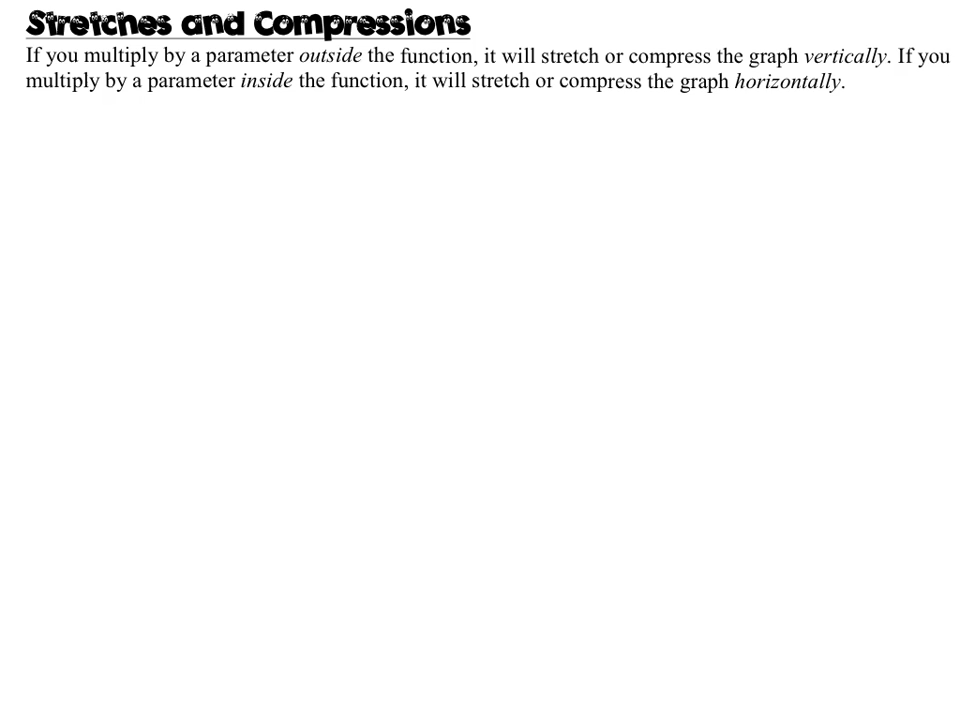 Stretches and Compressions
If you multiply by a parameter outside the function, it will stretch or compress the graph vertically. If you
multiply by a parameter inside the function, it will stretch or compress the graph horizontally.